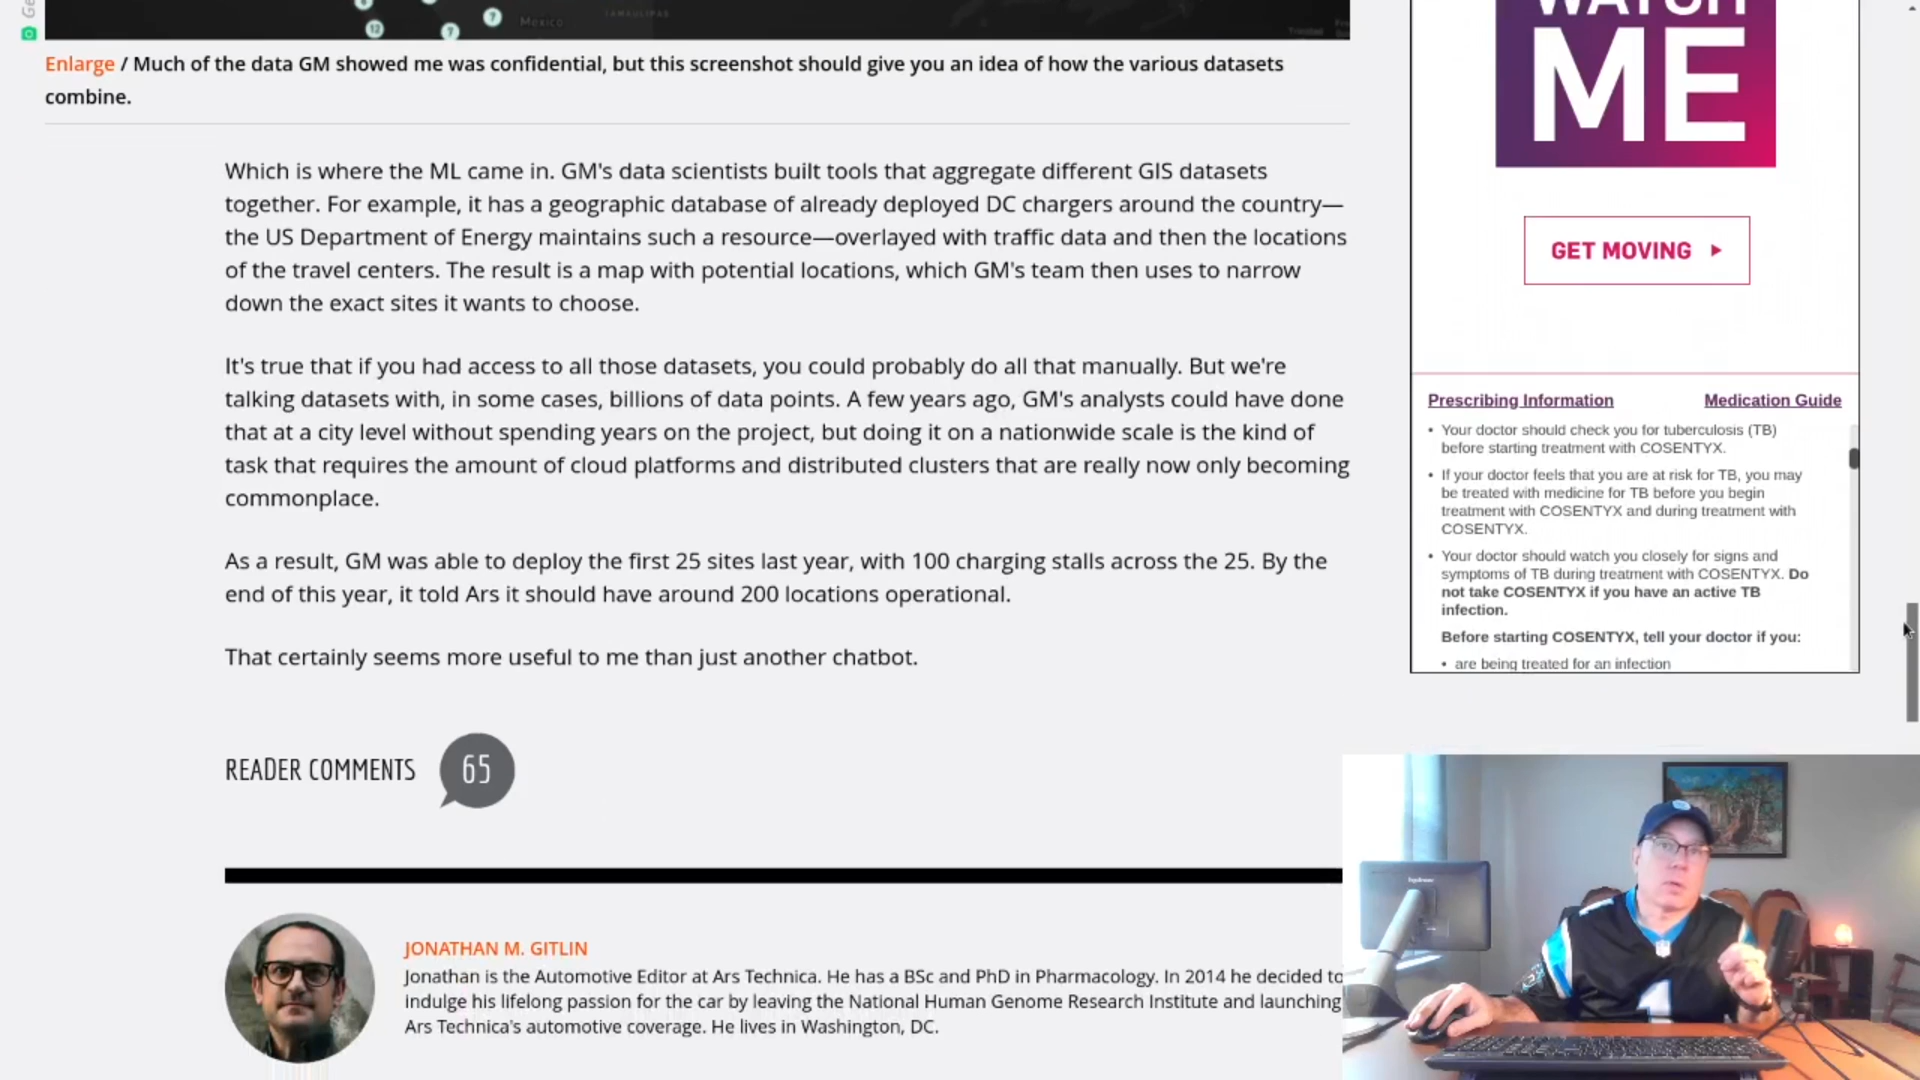 Mexico
TAMAULIPAS
12
7
7
Trinidad
Enlarge / Much of the data GM showed me was confidential, but this screenshot should give you an idea of how the various datasets
combine.
Which is where the ML came in. GM's data scientists built tools that aggregate different GIS datasets
together. For example, it has a geographic database of already deployed DC chargers around the country—
the US Department of Energy maintains such a resource—overlayed with traffic data and then the locations
of the travel centers. The result is a map with potential locations, which GM's team then uses to narrow
down the exact sites it wants to choose.
It's true that if you had access to all those datasets, you could probably do all that manually. But we're
talking datasets with, in some cases, billions of data points. A few years ago, GM's analysts could have done
that at a city level without spending years on the project, but doing it on a nationwide scale is the kind of
task that requires the amount of cloud platforms and distributed clusters that are really now only becoming
commonplace.
As a result, GM was able to deploy the first 25 sites last year, with 100 charging stalls across the 25. By the
end of this year, it told Ars it should have around 200 locations operational.
That certainly seems more useful to me than just another chatbot.
READER COMMENTS 65
JONATHAN M. GITLIN
Jonathan is the Automotive Editor at Ars Technica. He has a BSc and PhD in Pharmacology. In 2014 he decided to
indulge his lifelong passion for the car by leaving the National Human Genome Research Institute and launching
Ars Technica's automotive coverage. He lives in Washington, DC.
WATCH
ME
GET MOVING
Prescribing Information Medication Guide
• Your doctor should check you for tuberculosis (TB)
before starting treatment with COSENTYX.
• If your doctor feels that you are at risk for TB, you may
be treated with medicine for TB before you begin
treatment with COSENTYX and during treatment with
COSENTYX.
• Your doctor should watch you closely for signs and
symptoms of TB during treatment with COSENTYX. Do
not take COSENTYX if you have an active TB
infection.
Before starting COSENTYX, tell your doctor if you:
• are being treated for an infection